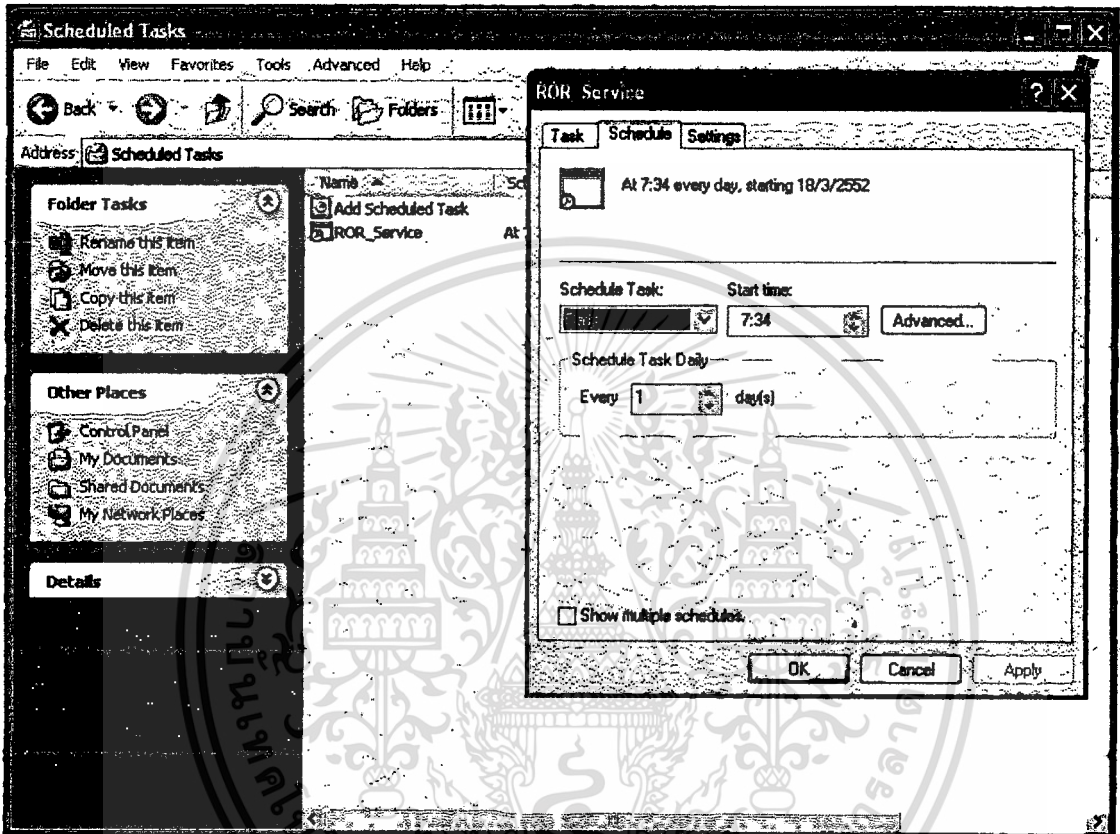 Scheduled Tasks
File Edit View Favorites Tools Advanced Help
Back Search Folders
Address Scheduled Tasks
Folder Tasks
Rename this item
Move this item
Copy this item
Delete this item
Other Places
Control Panel
My Documents
Shared Documents
My Network Places
Details
Name
Add Scheduled Task
ROR_Service At
ROR_Service
Task Schedule Settings
At 7:34 every day, starting 18/3/2552
Schedule Task: Start time:
7:34 Advanced...
Schedule Task Daily
Every 1 day(s)
Show multiple schedules.
OK Cancel Apply